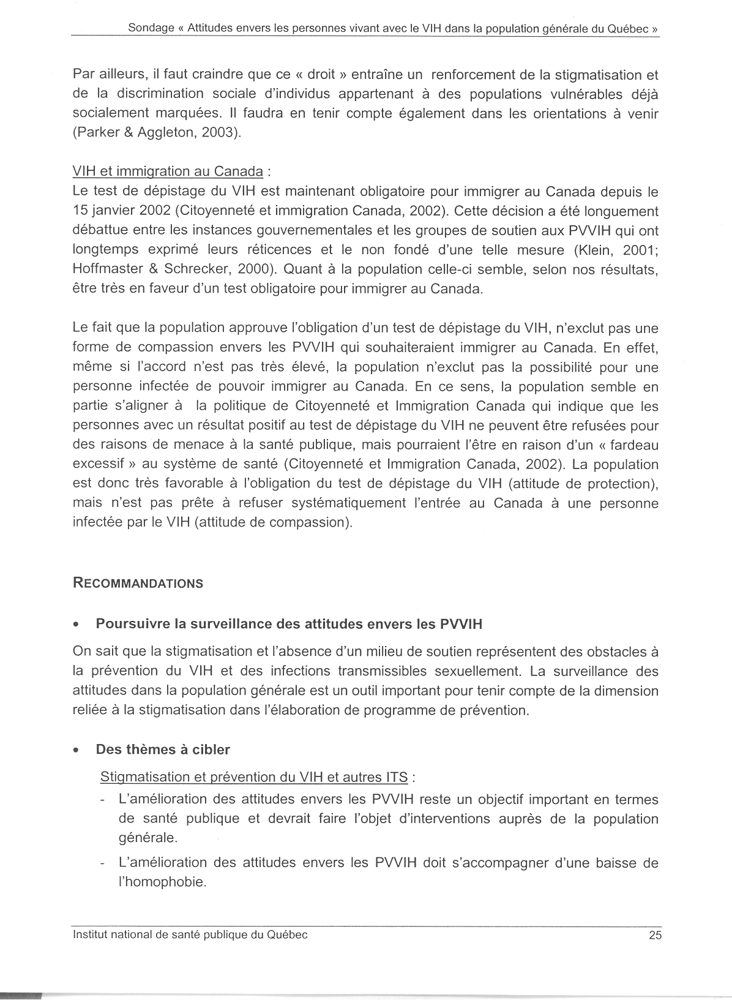 Sondage « Attitudes envers les personnes vivant avec le VIH dans la population générale du Québec »
Par ailleurs, il faut craindre que ce « droit » entraîne un renforcement de la stigmatisation et
de la discrimination sociale d'individus appartenant à des populations vulnérables déjà
socialement marquées. Il faudra en tenir compte également dans les orientations à venir
(Parker & Aggleton, 2003).
VIH et immigration au Canada :
Le test de dépistage du VIH est maintenant obligatoire pour immigrer au Canada depuis le
15 janvier 2002 (Citoyenneté et immigration Canada, 2002). Cette décision a été longuement
débattue entre les instances gouvernementales et les groupes de soutien aux PVVIH qui ont
longtemps exprimé leurs réticences et le non fondé d'une telle mesure (Klein, 2001;
Hoffmaster & Schrecker, 2000). Quant à la population celle-ci semble, selon nos résultats,
être très en faveur d'un test obligatoire pour immigrer au Canada.
Le fait que la population approuve l'obligation d'un test de dépistage du VIH, n'exclut pas une
forme de compassion envers les PVVIH qui souhaiteraient immigrer au Canada. En effet,
même si l'accord n'est pas très élevé, la population n'exclut pas la possibilité pour une
personne infectée de pouvoir immigrer au Canada. En ce sens, la population semble en
partie s'aligner à la politique de Citoyenneté et Immigration Canada qui indique que les
personnes avec un résultat positif au test de dépistage du VIH ne peuvent être refusées pour
des raisons de menace à la santé publique, mais pourraient l'être en raison d'un « fardeau
excessif » au système de santé (Citoyenneté et Immigration Canada, 2002). La population
est donc très favorable à l'obligation du test de dépistage du VIH (attitude de protection),
mais n'est pas prête à refuser systématiquement l'entrée au Canada à une personne
infectée par le VIH (attitude de compassion).
RECOMMANDATIONS
• Poursuivre la surveillance des attitudes envers les PVVIH
On sait que la stigmatisation et l'absence d'un milieu de soutien représentent des obstacles à
la prévention du VIH et des infections transmissibles sexuellement. La surveillance des
attitudes dans la population générale est un outil important pour tenir compte de la dimension
reliée à la stigmatisation dans l'élaboration de programme de prévention.
• Des thèmes à cibler
Stigmatisation et prévention du VIH et autres ITS :
- L'amélioration des attitudes envers les PVVIH reste un objectif important en termes
de santé publique et devrait faire l'objet d'interventions auprès de la population
générale.
- L'amélioration des attitudes envers les PVVIH doit s'accompagner d'une baisse de
l'homophobie.
Institut national de santé publique du Québec 25